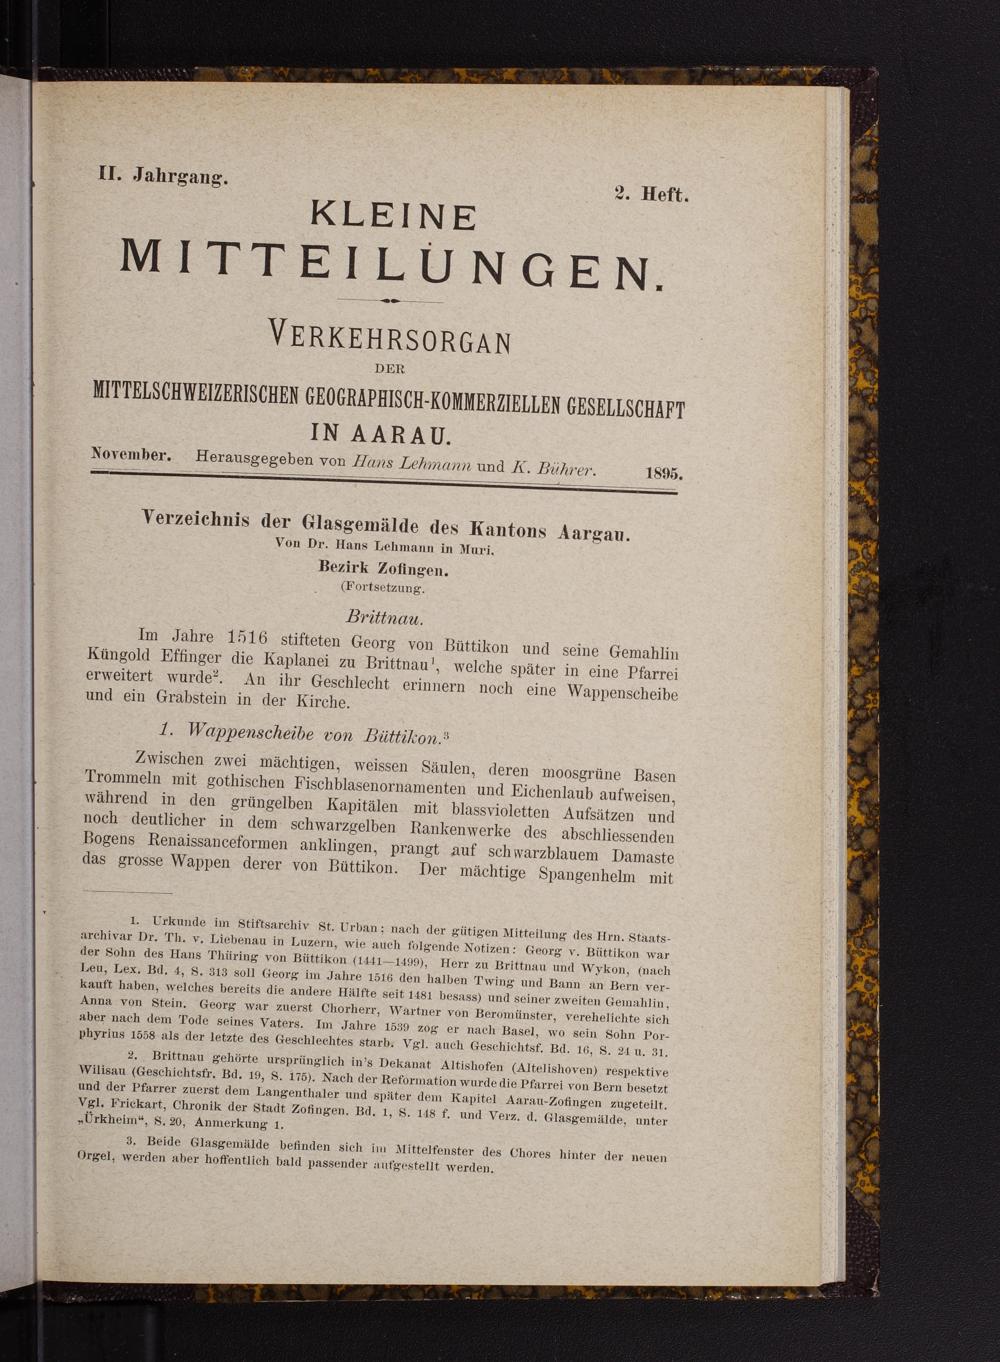 II. Jahrgang.
2. Heft.
KLEINE
MITTEILUNGEN.
VERKEHRSORGAN
DER
MITTELSCHWEIZERISCHEN GEOGRAPHISCH-KOMMERZIELLEN GESELLSCHAFT
IN AARAU.
November. Herausgegeben von Hans Lehmann und K. Bührer. 1895.
Verzeichnis der Glasgemälde des Kantons Aargau.
Von Dr. Hans Lehmann in Muri.
Bezirk Zofingen.
(Fortsetzung.
Brittnau.
Im Jahre 1516 stifteten Georg von Büttikon und seine Gemahlin
Küngold Effinger die Kaplanei zu Brittnau¹, welche später in eine Pfarrei
erweitert wurde². An ihr Geschlecht erinnern noch eine Wappenscheibe
und ein Grabstein in der Kirche.
1. Wappenscheibe von Büttikon.³
Zwischen zwei mächtigen, weissen Säulen, deren moosgrüne Basen
Trommeln mit gothischen Fischblasenornamenten und Eichenlaub aufweisen,
während in den grüngelben Kapitälen mit blassvioletten Aufsätzen und
noch deutlicher in dem schwarzgelben Rankenwerke des abschliessenden
Bogens Renaissanceformen anklingen, prangt auf schwarzblauem Damaste
das grosse Wappen derer von Büttikon. Der mächtige Spangenhelm mit
1. Urkunde im Stiftsarchiv St. Urban; nach der gütigen Mitteilung des Hrn. Staats-
archivar Dr. Th. v. Liebenau in Luzern, wie auch folgende Notizen: Georg v. Büttikon war
der Sohn des Hans Thüring von Büttikon (1441—1499), Herr zu Brittnau und Wykon, (nach
Leu, Lex. Bd. 4, S. 313 soll Georg im Jahre 1516 den halben Twing und Bann an Bern ver-
kauft haben, welches bereits die andere Hälfte seit 1481 besass) und seiner zweiten Gemahlin,
Anna von Stein. Georg war zuerst Chorherr, Wartner von Beromünster, verehelichte sich
aber nach dem Tode seines Vaters. Im Jahre 1539 zog er nach Basel, wo sein Sohn Por-
phyrius 1558 als der letzte des Geschlechtes starb. Vgl. auch Geschichtsf. Bd. 16, S. 24 u. 31.
2. Brittnau gehörte ursprünglich in's Dekanat Altishofen (Altelishoven) respektive
Wilisau (Geschichtsfr. Bd. 19, S. 175). Nach der Reformation wurde die Pfarrei von Bern besetzt
und der Pfarrer zuerst dem Langenthaler und später dem Kapitel Aarau-Zofingen zugeteilt.
Vgl. Frickart, Chronik der Stadt Zofingen. Bd. 1, S. 148 f. und Verz. d. Glasgemälde, unter
„Ürkheim“, S. 20, Anmerkung 1.
3. Beide Glasgemälde befinden sich im Mittelfenster des Chores hinter der neuen
Orgel, werden aber hoffentlich bald passender aufgestellt werden.